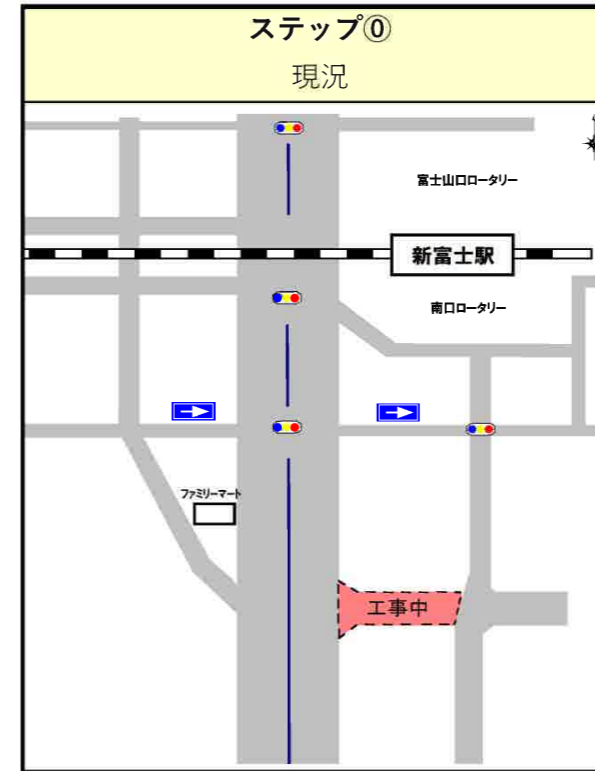 ステップ⓪
現況
富士山口ロータリー
新富士駅
南口ロータリー
ファミリーマート
工事中